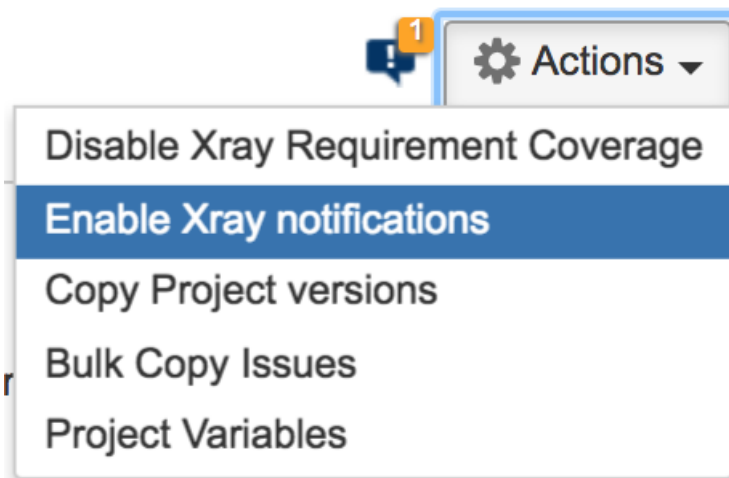 1
Actions
Disable Xray Requirement Coverage
Enable Xray notifications
Copy Project versions
Bulk Copy Issues
Project Variables